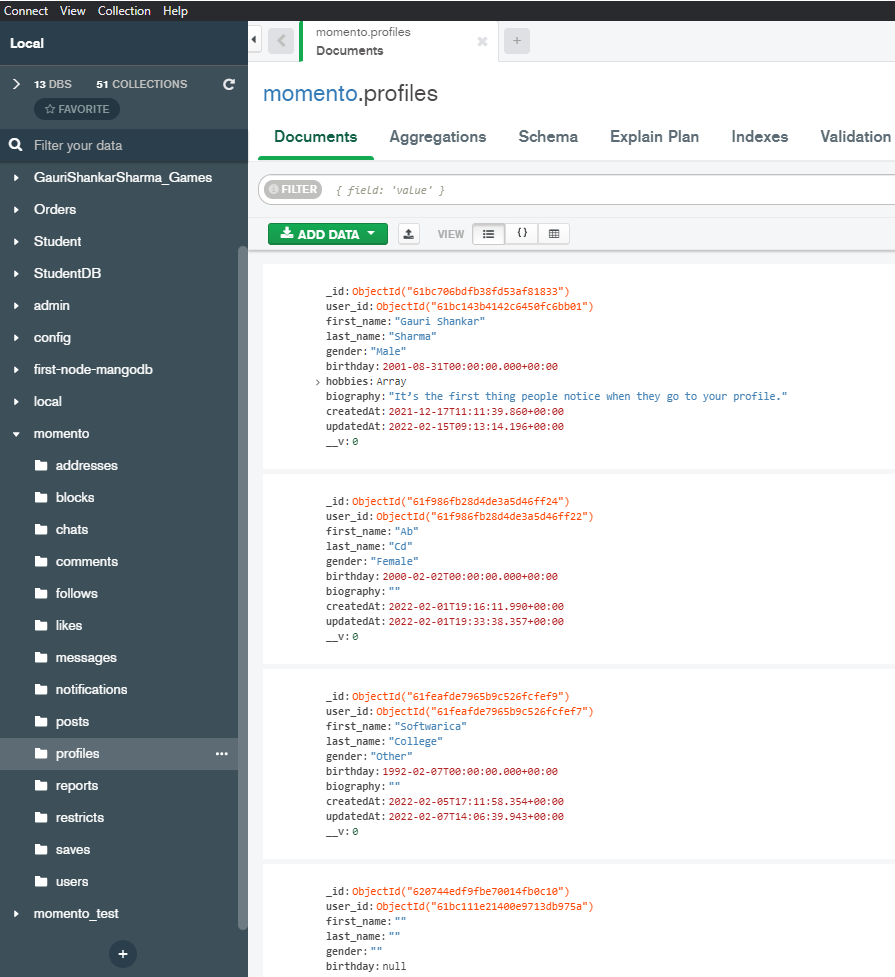 Connect View Collection Help
Local
13 DBS 51 COLLECTIONS
FAVORITE
Filter your data
GauriShankarSharma_Games
Orders
Student
StudentDB
admin
config
first-node-mangodb
local
momento
addresses
blocks
chats
comments
follows
likes
messages
notifications
posts
profiles
reports
restricts
saves
users
momento_test
momento.profiles
Documents
momento.profiles
Documents Aggregations Schema Explain Plan Indexes Validation
FILTER { field: 'value' }
ADD DATA VIEW {}
_id: ObjectId("61bc706bdfb38fd53af81833")
user_id: ObjectId("61bc143b4142c6450fc6bb01")
first_name: "Gauri Shankar"
last_name: "Sharma"
gender: "Male"
birthday: 2001-08-31T00:00:00.000+00:00
hobbies: Array
biography: "It’s the first thing people notice when they go to your profile."
createdAt: 2021-12-17T11:11:39.860+00:00
updatedAt: 2022-02-15T09:13:14.196+00:00
__v: 0
_id: ObjectId("61f986fb28d4de3a5d46ff24")
user_id: ObjectId("61f986fb28d4de3a5d46ff22")
first_name: "Ab"
last_name: "Cd"
gender: "Female"
birthday: 2000-02-02T00:00:00.000+00:00
biography: ""
createdAt: 2022-02-01T19:16:11.990+00:00
updatedAt: 2022-02-01T19:33:38.357+00:00
__v: 0
_id: ObjectId("61feafde7965b9c526fcfef9")
user_id: ObjectId("61feafde7965b9c526fcfef7")
first_name: "Softwarica"
last_name: "College"
gender: "Other"
birthday: 1992-02-07T00:00:00.000+00:00
biography: ""
createdAt: 2022-02-05T17:11:58.354+00:00
updatedAt: 2022-02-07T14:06:39.943+00:00
__v: 0
_id: ObjectId("620744edf9fbe70014fb0c10")
user_id: ObjectId("61bc111e21400e9713db975a")
first_name: ""
last_name: ""
gender: ""
birthday: null